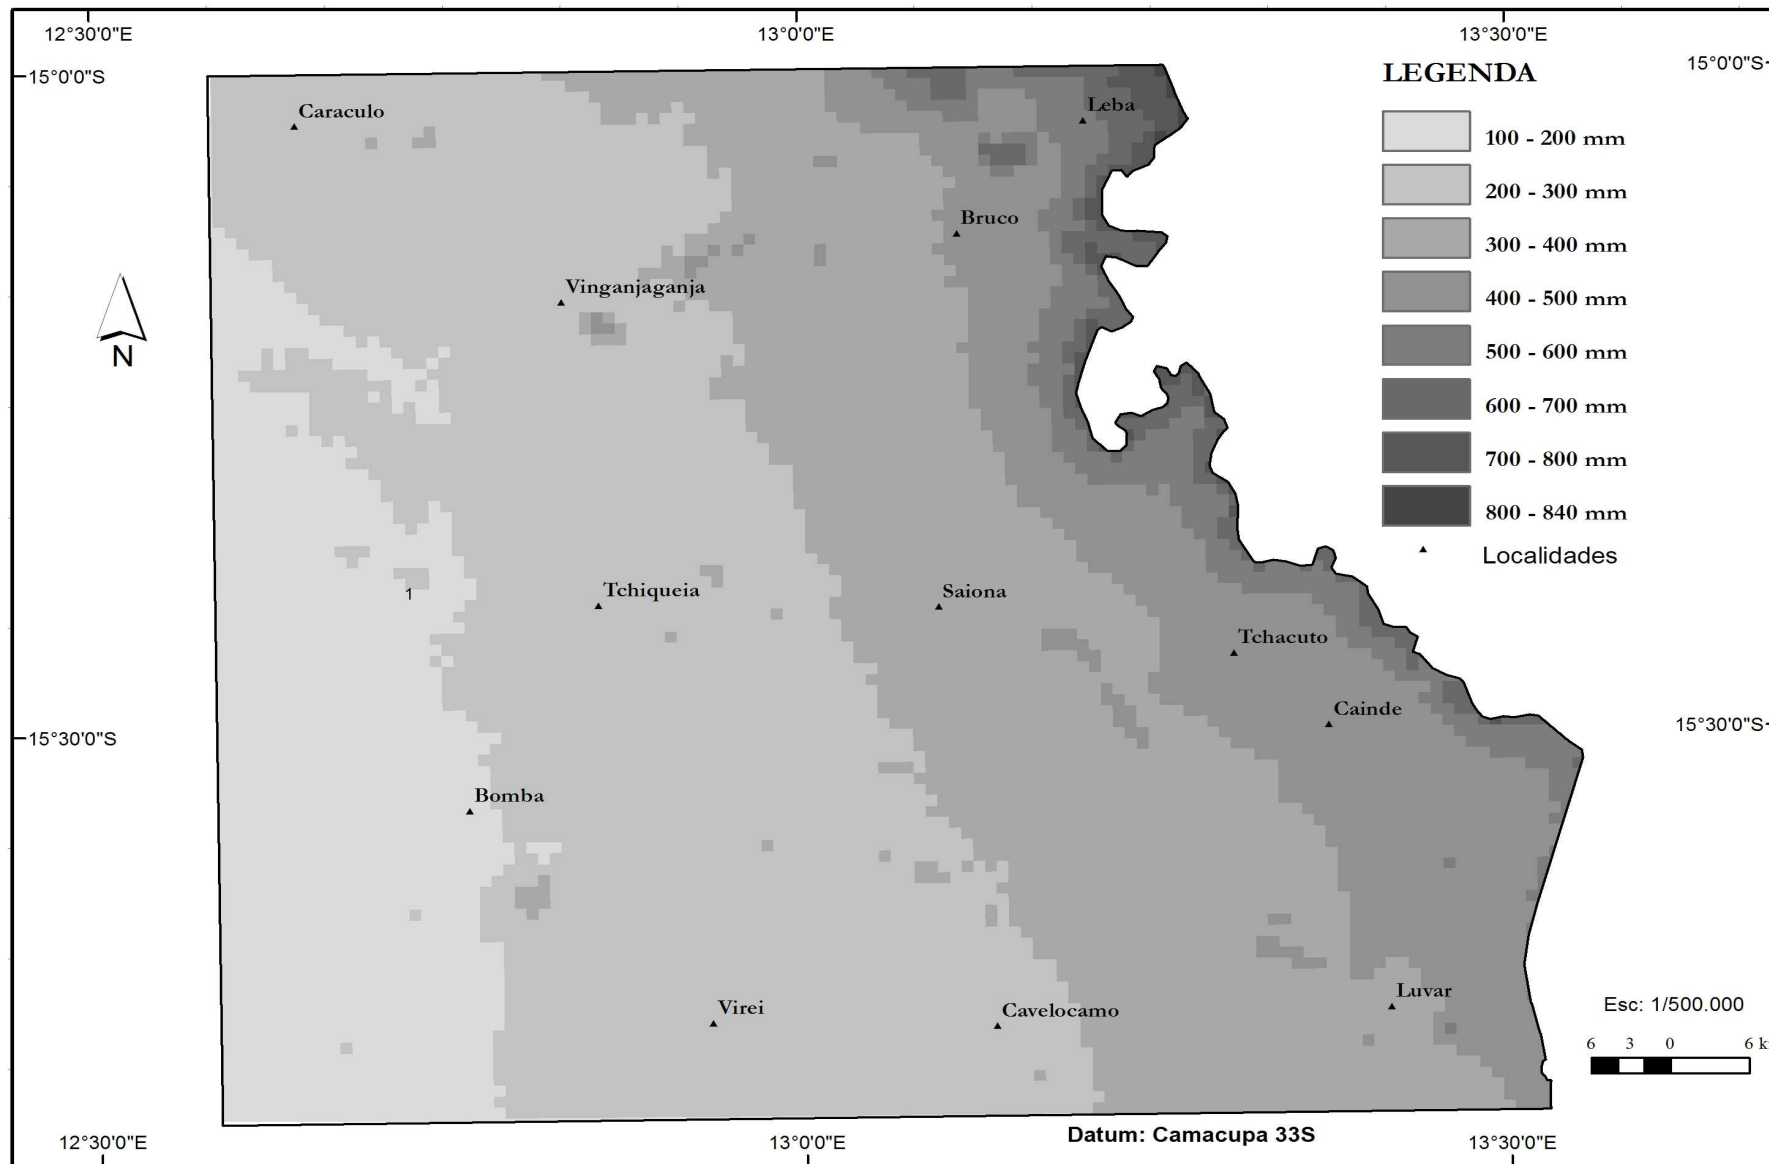 12°30'0"E
13°0'0"E
13°30'0"E
15°0'0"S
15°0'0"S
LEGENDA
Caraculo
Leba
100 - 200 mm
200 - 300 mm
Bruco
300 - 400 mm
Vinganjaganja
400 - 500 mm
N
500 - 600 mm
600 - 700 mm
700 - 800 mm
800 - 840 mm
Localidades
1
Tchiqueia
Saiona
Tchacuto
Cainde
15°30'0"S
15°30'0"S
Bomba
Virei
Cavelocamo
Luvar
Esc: 1/500.000
6 3 0 6 k
Datum: Camacupa 33S
12°30'0"E
13°0'0"E
13°30'0"E